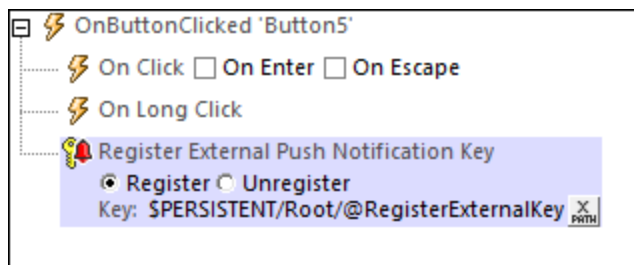 OnButtonClicked 'Button5'
On Click On Enter On Escape
On Long Click
Register External Push Notification Key
Register Unregister
Key: $PERSISTENT/Root/@RegisterExternalKey X PATH